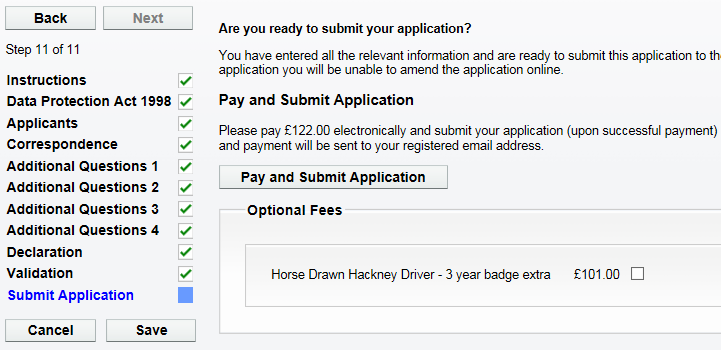 Back
Next
Step 11 of 11
Instructions
Data Protection Act 1998
Applicants
Correspondence
Additional Questions 1
Additional Questions 2
Additional Questions 3
Additional Questions 4
Declaration
Validation
Submit Application
Cancel
Save
Are you ready to submit your application?
You have entered all the relevant information and are ready to submit this application to the
application you will be unable to amend the application online.
Pay and Submit Application
Please pay £122.00 electronically and submit your application (upon successful payment)
and payment will be sent to your registered email address.
Pay and Submit Application
Optional Fees
Horse Drawn Hackney Driver - 3 year badge extra £101.00